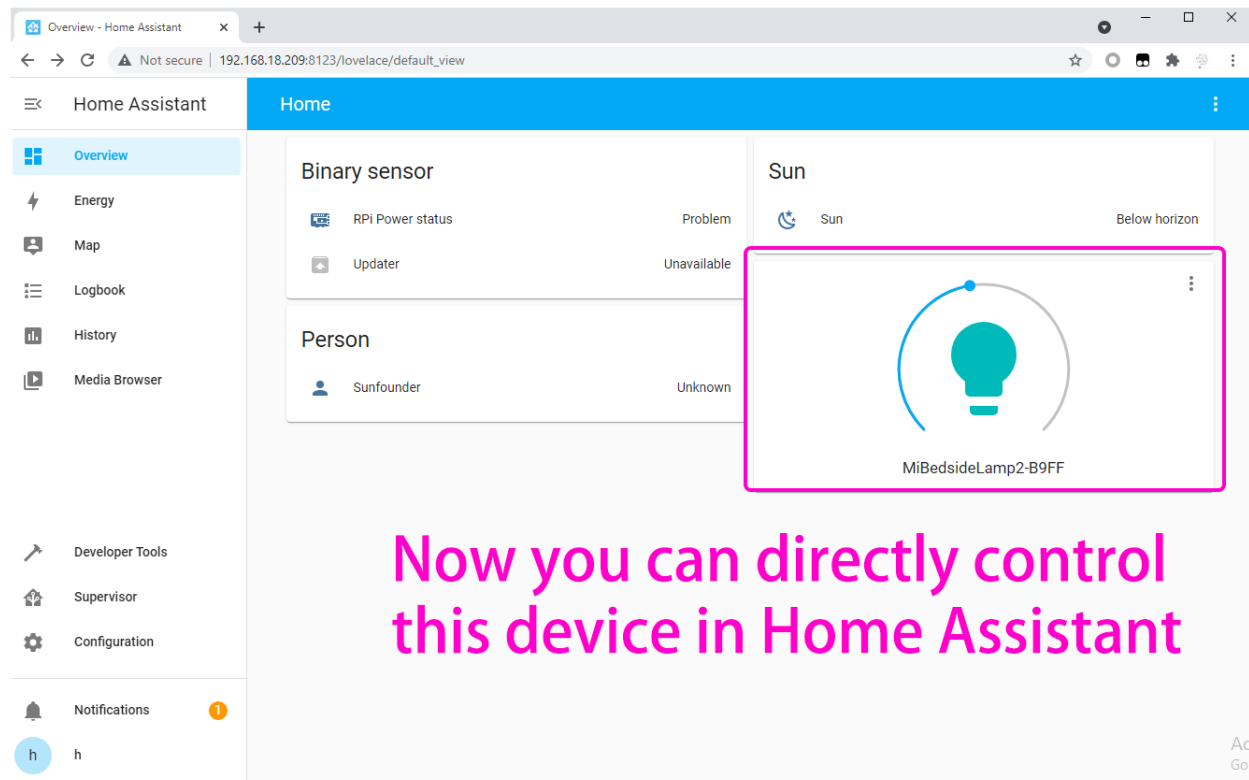 Overview - Home Assistant
Not secure | 192.168.18.209:8123/lovelace/default_view
Home Assistant
Home
Overview
Energy
Map
Logbook
History
Media Browser
Developer Tools
Supervisor
Configuration
Notifications 1
h h
Binary sensor
RPi Power status Problem
Updater Unavailable
Person
Sunfounder Unknown
Sun
Sun Below horizon
MiBedsideLamp2-B9FF
Now you can directly control
this device in Home Assistant